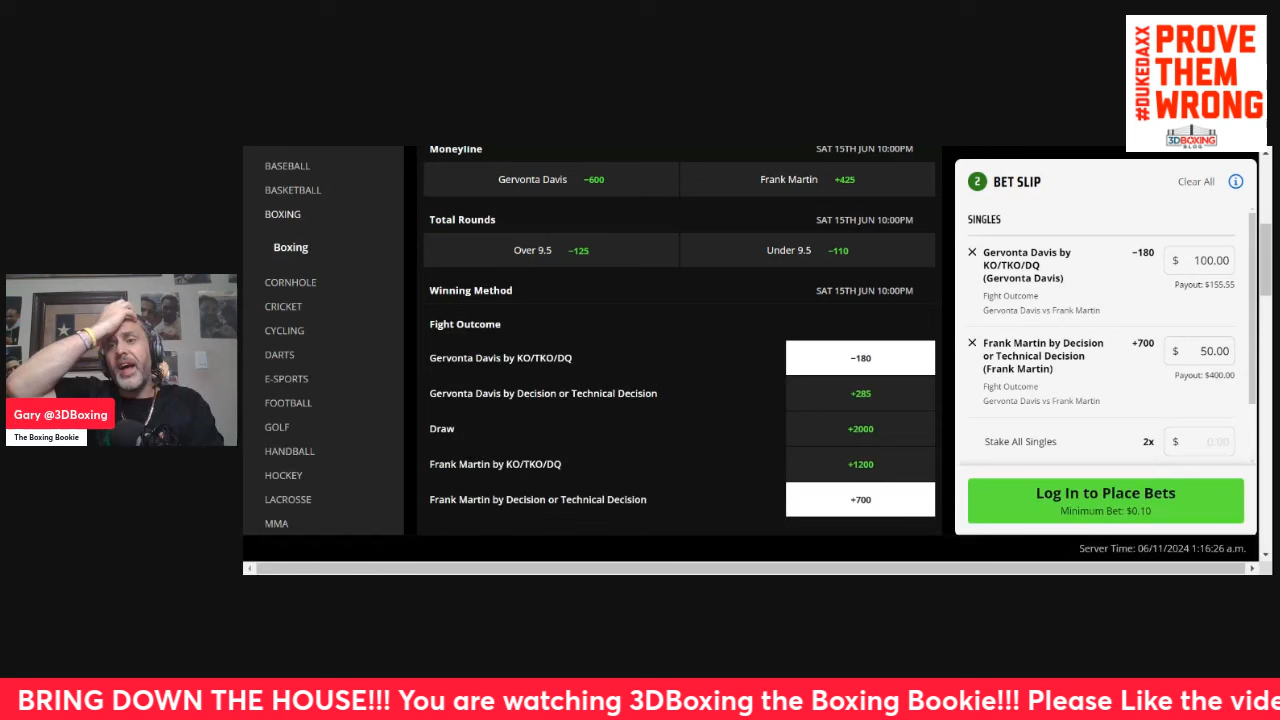 #DUKEDAXX
PROVE
THEM
WRONG
3DBOXING
BLOG
BASEBALL
BASKETBALL
BOXING
Boxing
CORNHOLE
CRICKET
CYCLING
DARTS
E-SPORTS
FOOTBALL
GOLF
HANDBALL
HOCKEY
LACROSSE
MMA
Moneyline SAT 15TH JUN 10:00PM
Gervonta Davis −600 Frank Martin +425
Total Rounds SAT 15TH JUN 10:00PM
Over 9.5 −125 Under 9.5 −110
Winning Method SAT 15TH JUN 10:00PM
Fight Outcome
Gervonta Davis by KO/TKO/DQ −180
Gervonta Davis by Decision or Technical Decision +285
Draw +2000
Frank Martin by KO/TKO/DQ +1200
Frank Martin by Decision or Technical Decision +700
2 BET SLIP Clear All i
SINGLES
Gervonta Davis by −180 $ 100.00
KO/TKO/DQ
(Gervonta Davis) Payout: $155.55
Fight Outcome
Gervonta Davis vs Frank Martin
Frank Martin by Decision +700 $ 50.00
or Technical Decision
(Frank Martin) Payout: $400.00
Fight Outcome
Gervonta Davis vs Frank Martin
Stake All Singles 2x $ 0.00
Log In to Place Bets
Minimum Bet: $0.10
Server Time: 06/11/2024 1:16:26 a.m.
Gary @3DBoxing
The Boxing Bookie
BRING DOWN THE HOUSE!!! You are watching 3DBoxing the Boxing Bookie!!! Please Like the vide